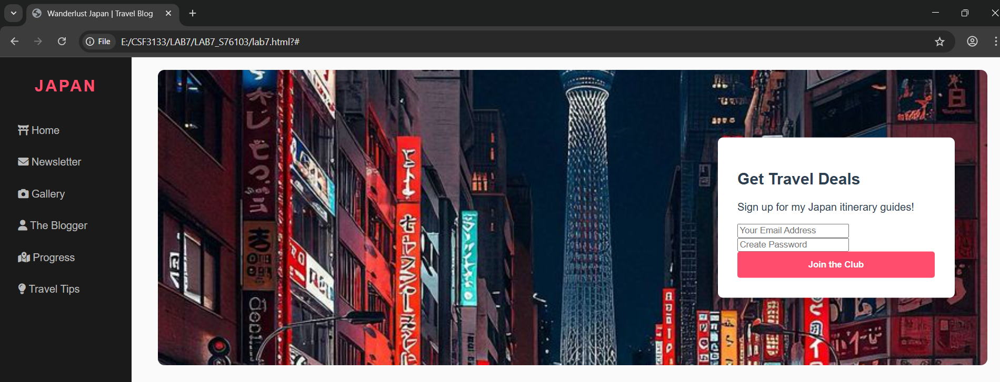 Wanderlust Japan | Travel Blog
File
E:/CSF3133/LAB7/LAB7_S76103/lab7.html?#
JAPAN
Home
Newsletter
Gallery
The Blogger
Progress
Travel Tips
Get Travel Deals
Sign up for my Japan itinerary guides!
Your Email Address
Create Password
Join the Club